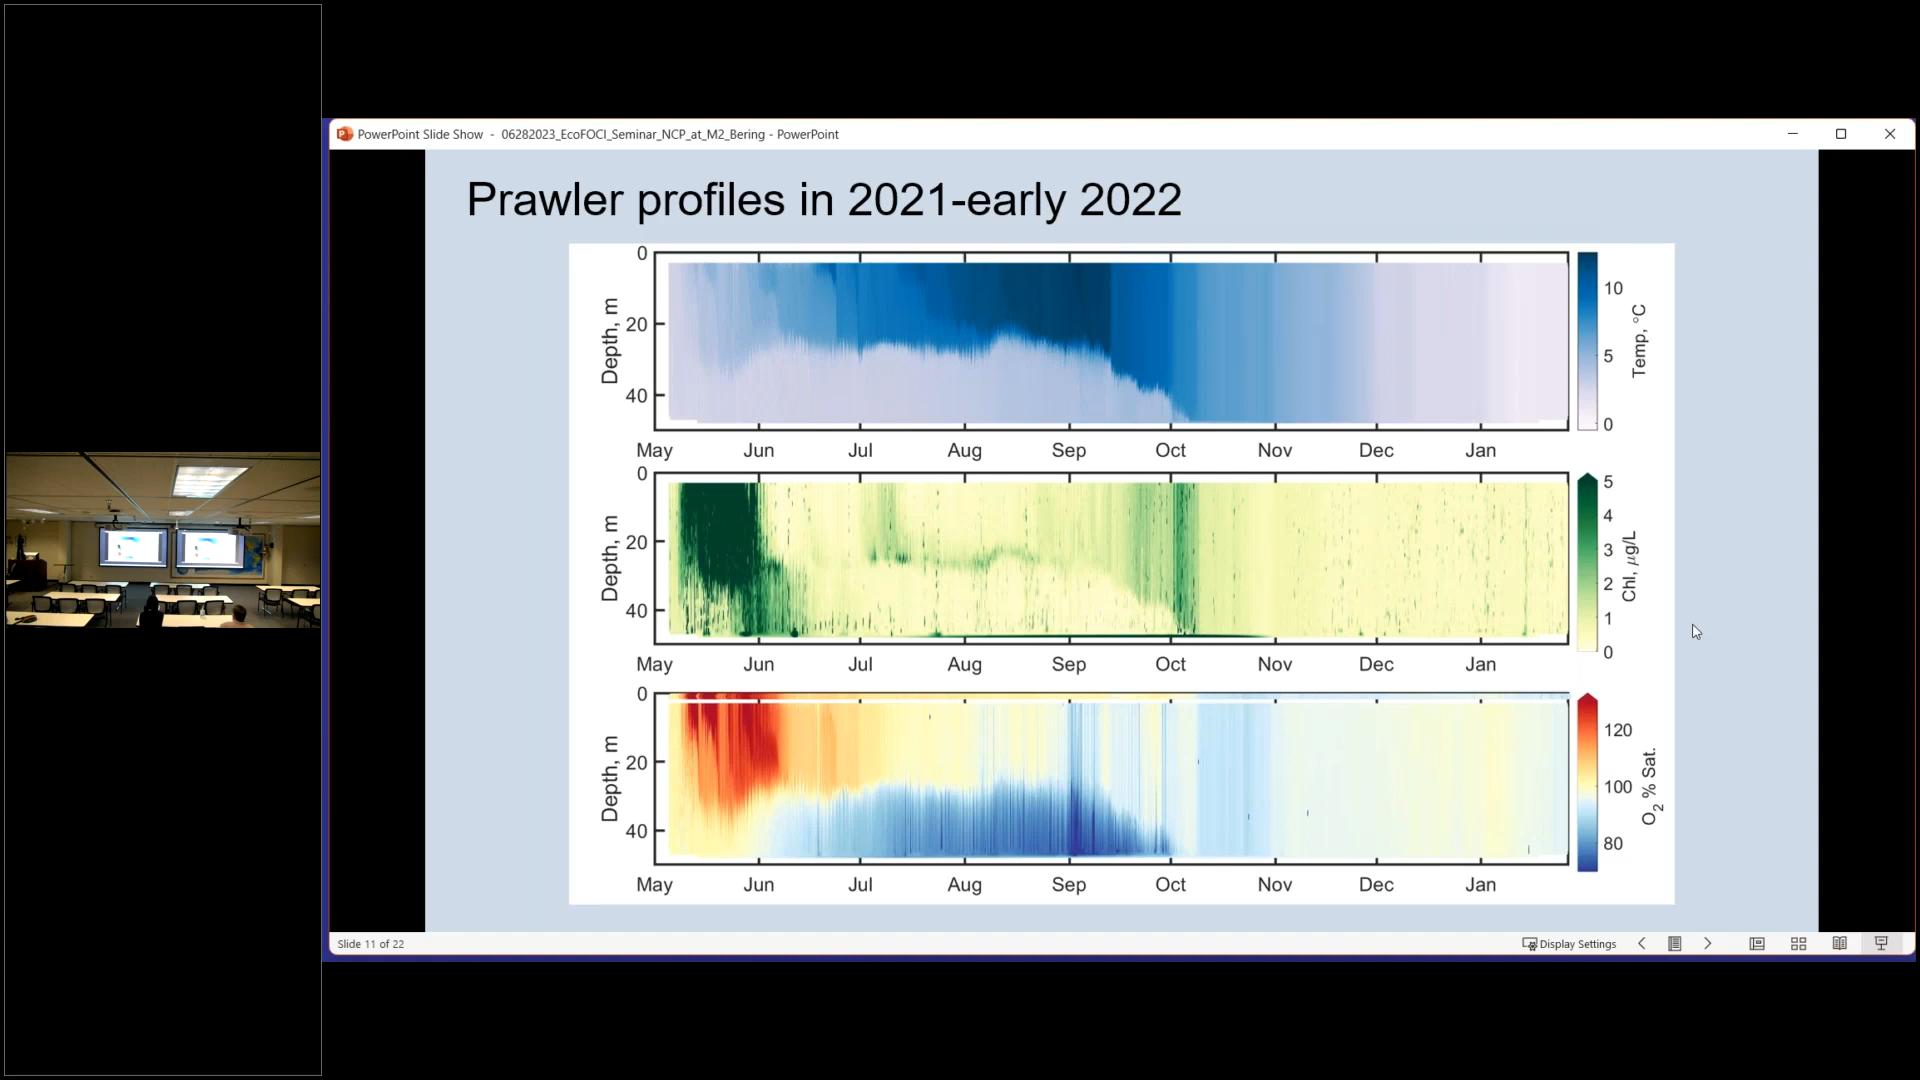 PowerPoint Slide Show - 06282023_EcoFOCI_Seminar_NCP_at_M2_Bering - PowerPoint
Prawler profiles in 2021-early 2022
0
20
40
Depth, m
May Jun Jul Aug Sep Oct Nov Dec Jan
10
5
0
Temp, °C
0
20
40
Depth, m
May Jun Jul Aug Sep Oct Nov Dec Jan
5
4
3
2
1
0
Chl, μg/L
0
20
40
Depth, m
May Jun Jul Aug Sep Oct Nov Dec Jan
120
100
80
O2 % Sat.
Slide 11 of 22
Display Settings